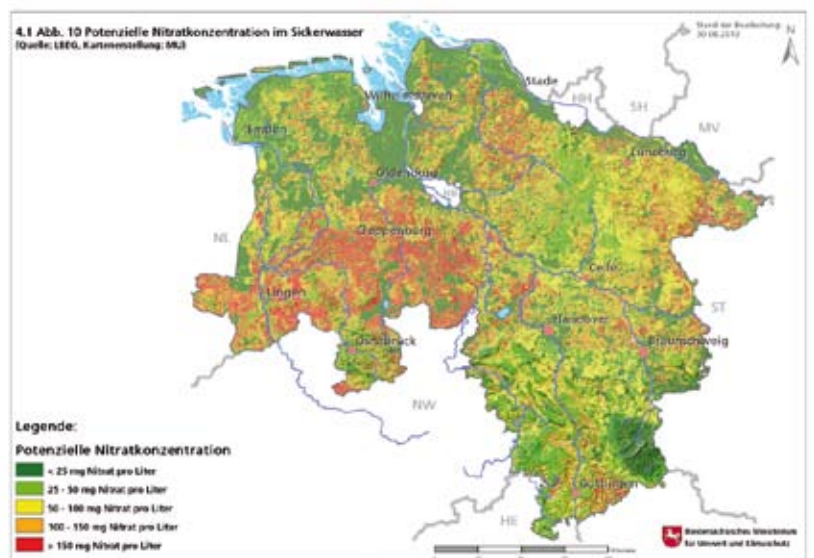 4.1 Abb. 10 Potenzielle Nitratkonzentration im Sickerwasser
(Quelle: LBEG, Kartenerstellung: MU)
Stand der Bearbeitung
30.08.2010
N
Stade
HH
SH
MV
Wilhelmshaven
Emden
Lüneburg
Oldenburg
HB
Cloppenburg
NL
Celle
Lingen
ST
Hannover
Osnabrück
Braunschweig
NW
Göttingen
HE
Legende:
Potenzielle Nitratkonzentration
< 25 mg Nitrat pro Liter
25 - 50 mg Nitrat pro Liter
50 - 100 mg Nitrat pro Liter
100 - 150 mg Nitrat pro Liter
> 150 mg Nitrat pro Liter
Niedersächsisches Ministerium
für Umwelt und Klimaschutz